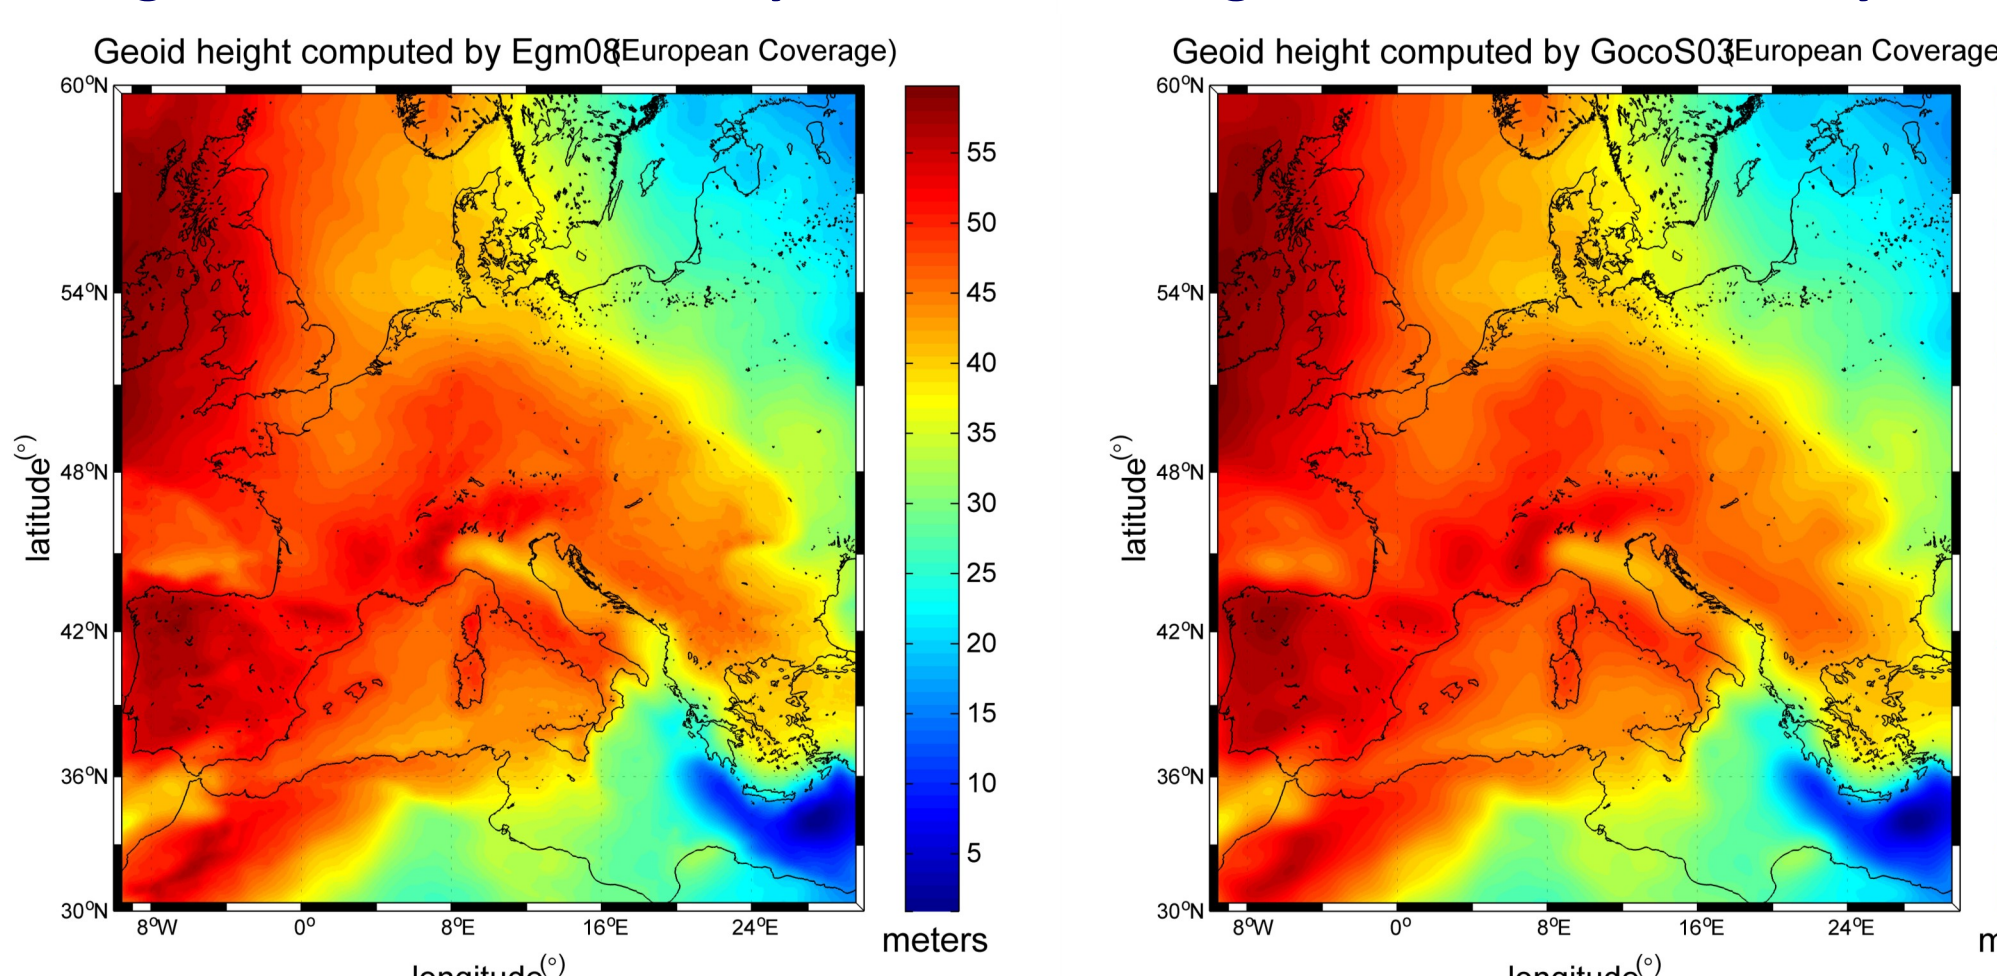 Geoid height computed by Egm08(European Coverage)
60°N
54°N
48°N
42°N
36°N
30°N
latitude(°)
8°W 0° 8°E 16°E 24°E
longitude(°)
55
50
45
40
35
30
25
20
15
10
5
meters
Geoid height computed by GocoS03(European Coverage
60°N
54°N
48°N
42°N
36°N
30°N
latitude(°)
8°W 0° 8°E 16°E 24°E
longitude(°)